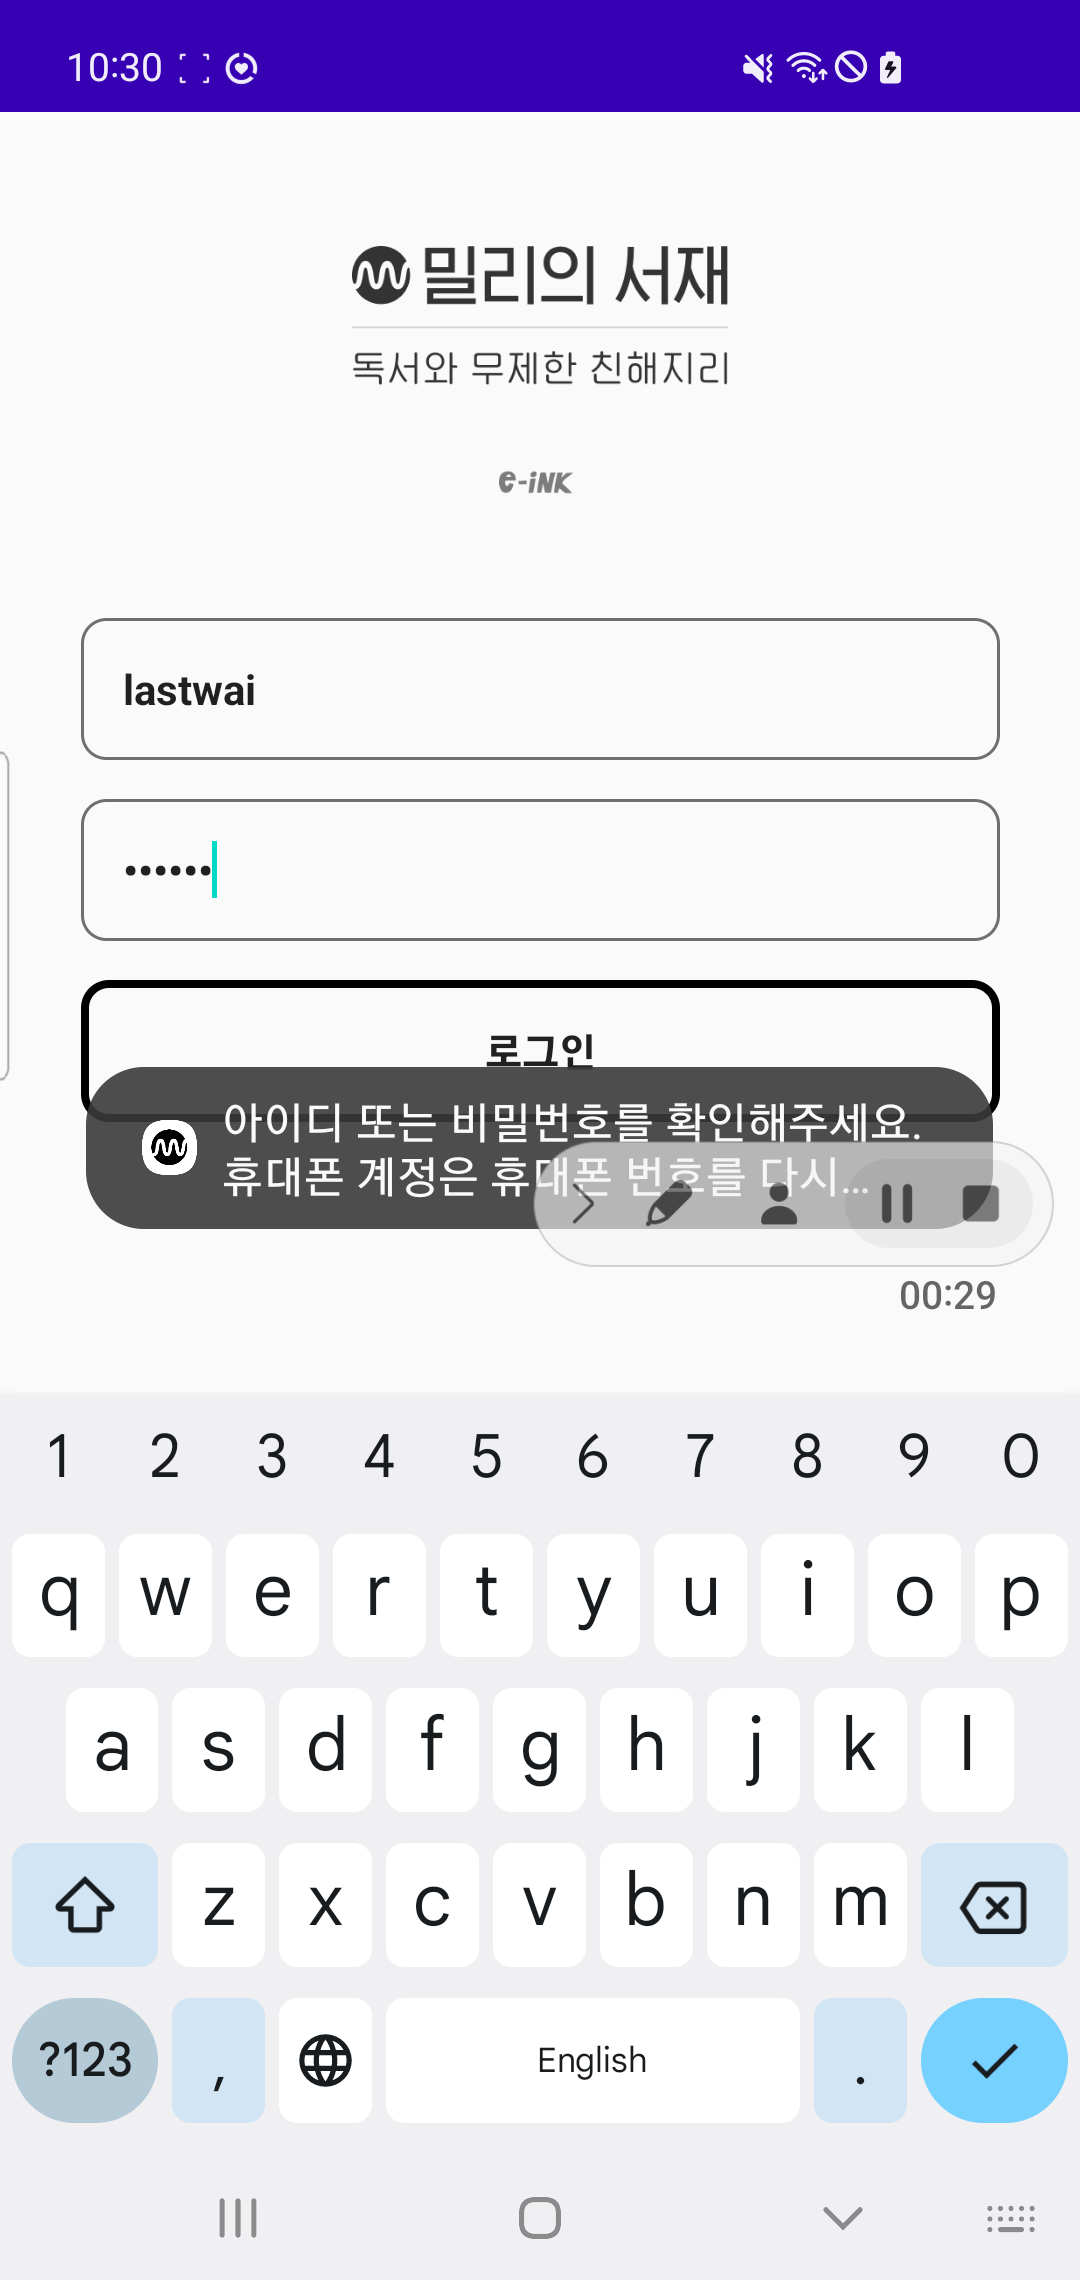 10:30
밀리의 서재
독서와 무제한 친해지리
e-iNK
lastwai
••••••
로그인
아이디 또는 비밀번호를 확인해주세요.
휴대폰 계정은 휴대폰 번호를 다시...
00:29
1 2 3 4 5 6 7 8 9 0
q w e r t y u i o p
a s d f g h j k l
z x c v b n m
?123 , English .